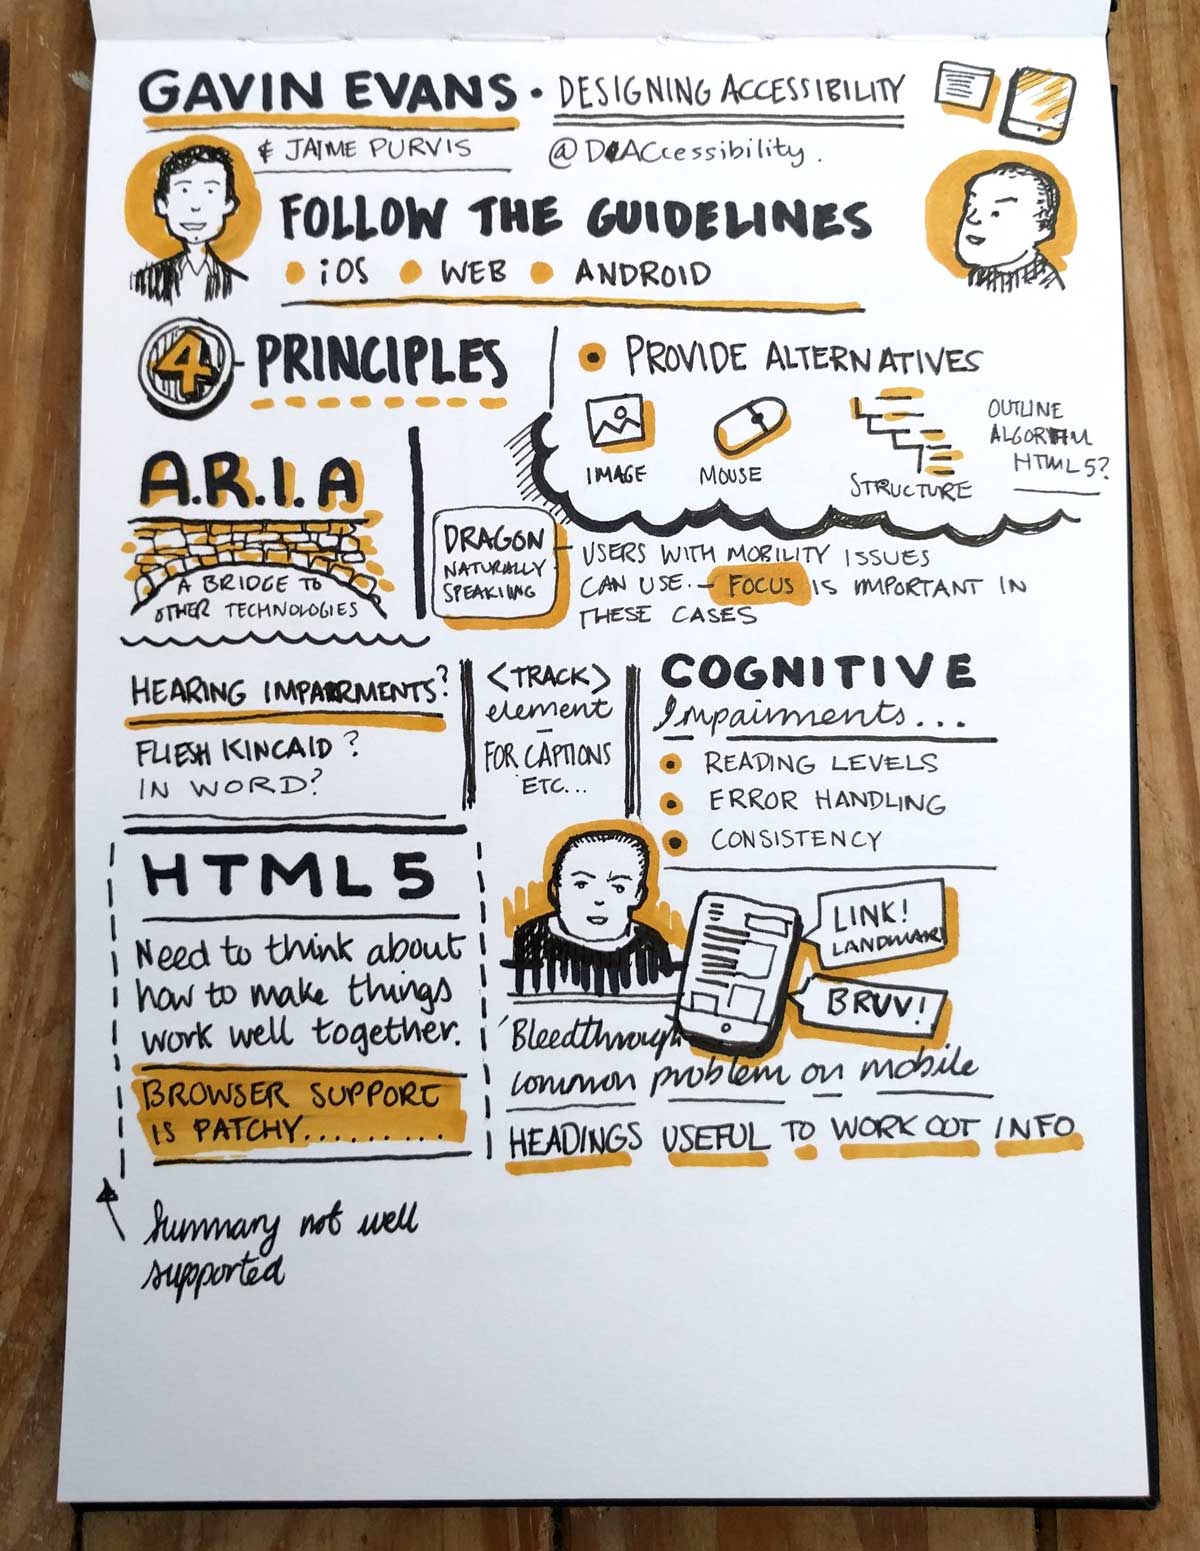 GAVIN EVANS • DESIGNING ACCESSIBILITY
& JAIME PURVIS
@DACcessibility.
FOLLOW THE GUIDELINES
• iOS • WEB • ANDROID
4 PRINCIPLES
• PROVIDE ALTERNATIVES
IMAGE
MOUSE
STRUCTURE
OUTLINE
ALGORITHM
HTML5?
A.R.I.A
A BRIDGE TO
OTHER TECHNOLOGIES
DRAGON
NATURALLY
SPEAKING
USERS WITH MOBILITY ISSUES
CAN USE. – FOCUS IS IMPORTANT IN
THESE CASES
HEARING IMPAIRMENTS?
FLIESH KINCAID?
IN WORD?
<TRACK>
element
–
FOR CAPTIONS
ETC...
COGNITIVE
Impairments...
• READING LEVELS
• ERROR HANDLING
• CONSISTENCY
HTML5
Need to think about
how to make things
work well together.
BROWSER SUPPORT
IS PATCHY.........
Summary not well
supported
LINK!
LANDMARK
BRUV!
'Bleedthrough
common problem on mobile
HEADINGS USEFUL TO WORK OUT INFO